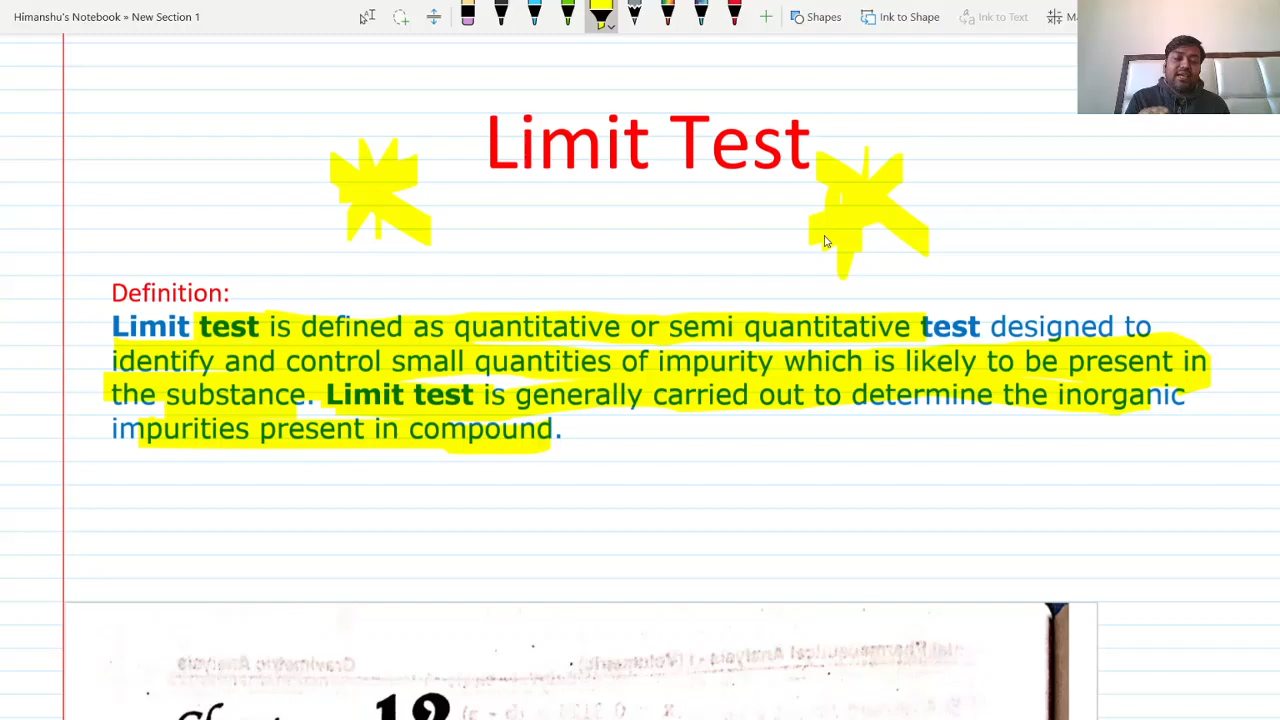 Himanshu's Notebook » New Section 1
Shapes
Ink to Shape
Ink to Text
Limit Test
Definition:
Limit test is defined as quantitative or semi quantitative test designed to
identify and control small quantities of impurity which is likely to be present in
the substance. Limit test is generally carried out to determine the inorganic
impurities present in compound.
12